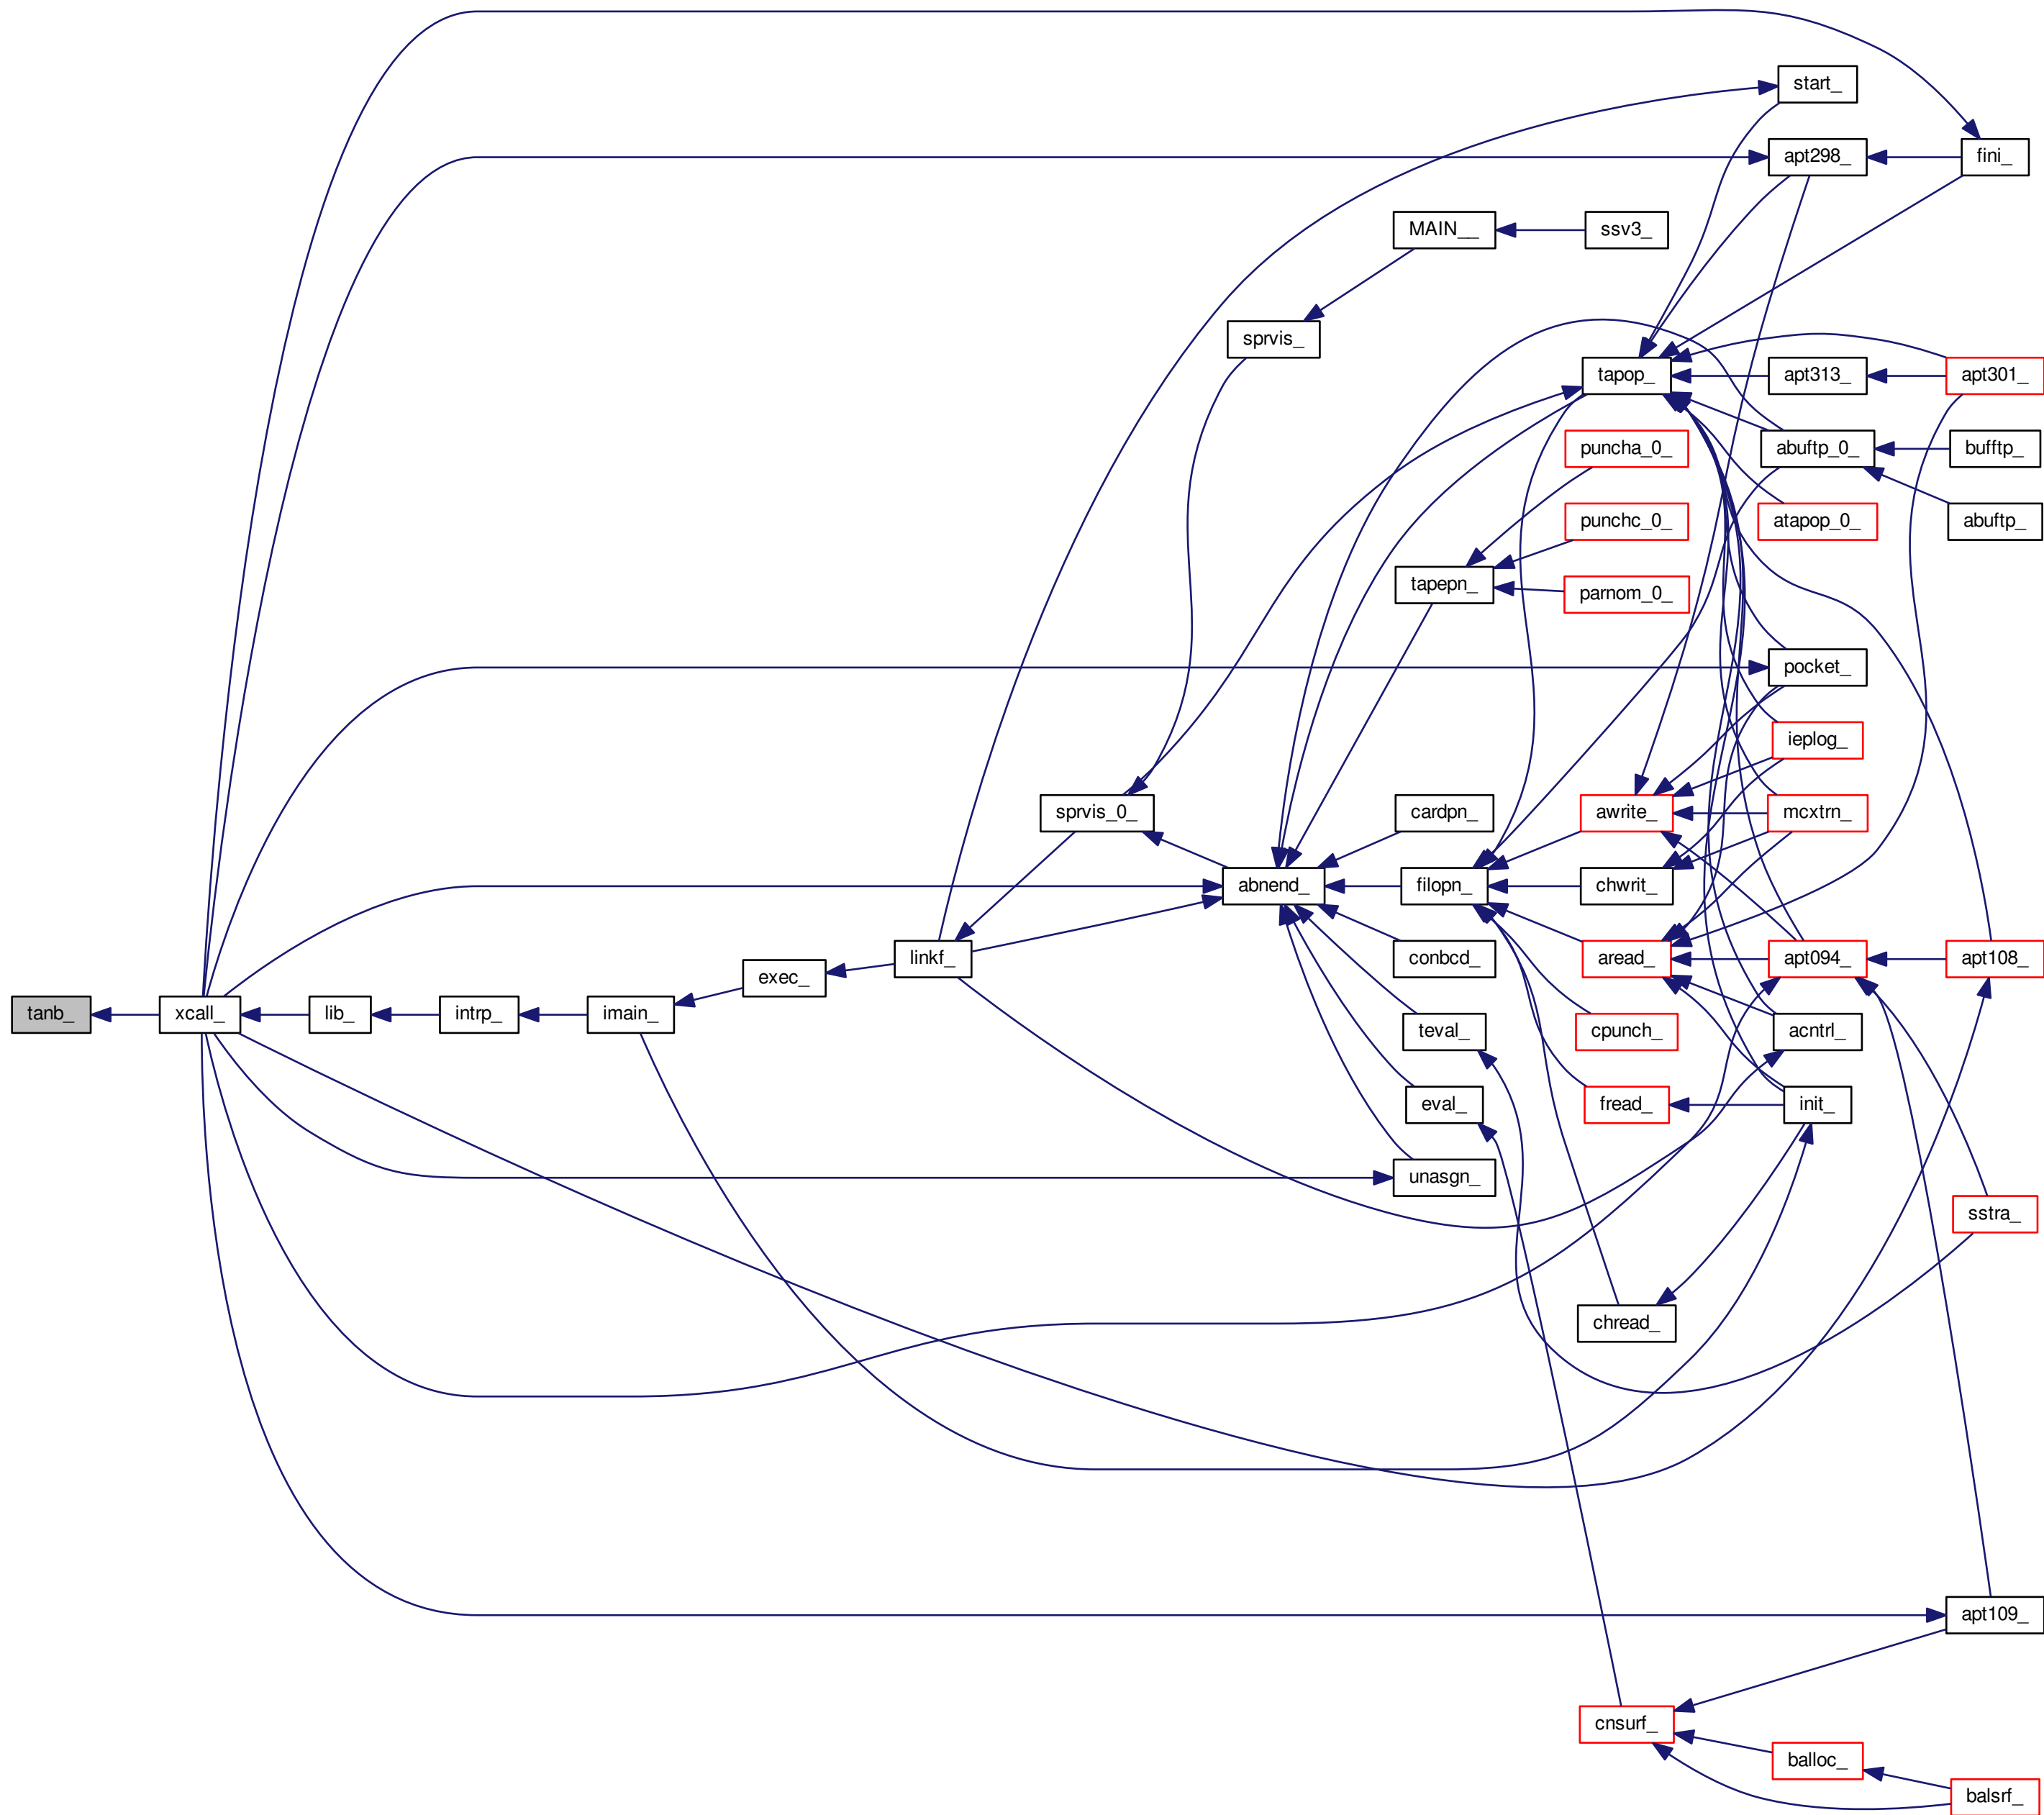 start_
apt298_
fini_
MAIN__
ssv3_
sprvis_
tapop_
apt313_
apt301_
puncha_0_
abuftp_0_
bufftp_
punchc_0_
atapop_0_
abuftp_
tapepn_
parnom_0_
pocket_
ieplog_
sprvis_0_
cardpn_
awrite_
mcxtrn_
abnend_
filopn_
chwrit_
linkf_
conbcd_
aread_
apt094_
apt108_
exec_
tanb_
xcall_
lib_
intrp_
imain_
teval_
cpunch_
acntrl_
eval_
fread_
init_
unasgn_
sstra_
chread_
apt109_
cnsurf_
balloc_
balsrf_